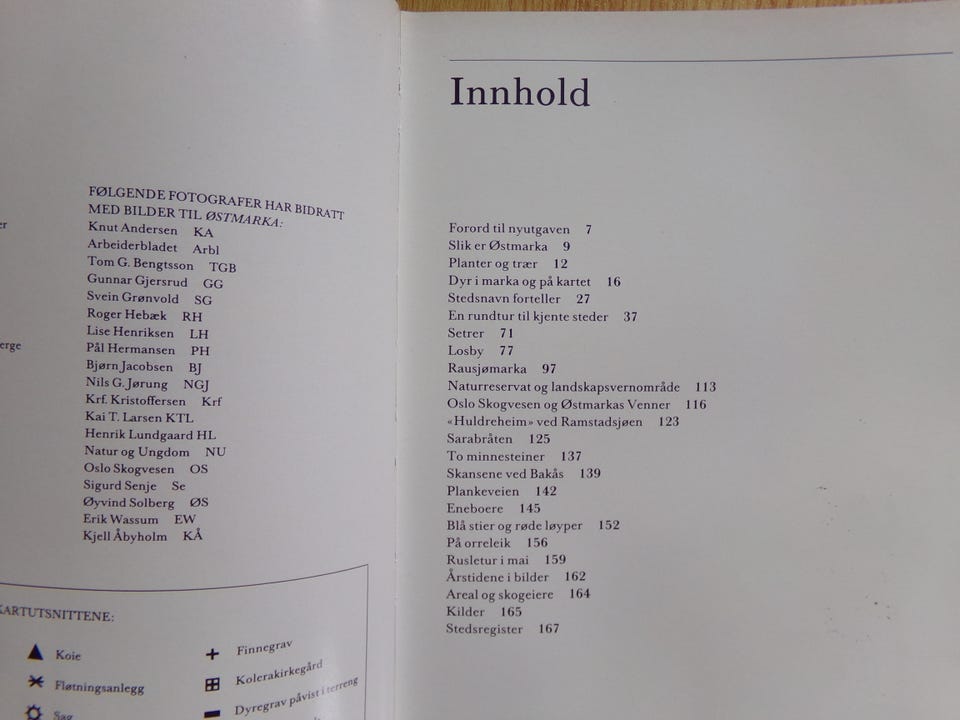 er
erge
FØLGENDE FOTOGRAFER HAR BIDRATT
MED BILDER TIL ØSTMARKA:
Knut Andersen KA
Arbeiderbladet Arbl
Tom G. Bengtsson TGB
Gunnar Gjersrud GG
Svein Grønvold SG
Roger Hebæk RH
Lise Henriksen LH
Pål Hermansen PH
Bjørn Jacobsen BJ
Nils G. Jørung NGJ
Krf. Kristoffersen Krf
Kai T. Larsen KTL
Henrik Lundgaard HL
Natur og Ungdom NU
Oslo Skogvesen OS
Sigurd Senje Se
Øyvind Solberg ØS
Erik Wassum EW
Kjell Åbyholm KÅ
KARTUTSNITTENE:
Koie
Fløtningsanlegg
Sag
Finnegrav
Kolerakirkegård
Dyregrav påvist i terreng
Innhold
Forord til nyutgaven 7
Slik er Østmarka 9
Planter og trær 12
Dyr i marka og på kartet 16
Stedsnavn forteller 27
En rundtur til kjente steder 37
Setrer 71
Losby 77
Rausjømarka 97
Naturreservat og landskapsvernområde 113
Oslo Skogvesen og Østmarkas Venner 116
«Huldreheim» ved Ramstadsjøen 123
Sarabråten 125
To minnesteiner 137
Skansene ved Bakås 139
Plankeveien 142
Eneboere 145
Blå stier og røde løyper 152
På orreleik 156
Rusletur i mai 159
Årstidene i bilder 162
Areal og skogeiere 164
Kilder 165
Stedsregister 167